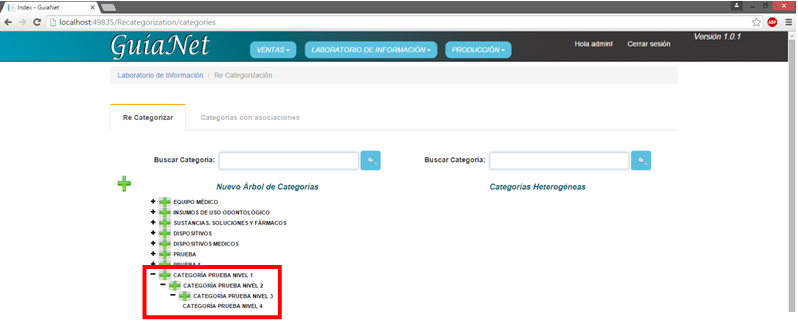 Index - GuiaNet
localhost:49835/Recategorization/categories
GuíaNet
VENTAS
LABORATORIO DE INFORMACIÓN
PRODUCCIÓN
Hola admin!
Cerrar sesión
Versión 1.0.1
Laboratorio de Información / Re Categorización
Re Categorizar
Categorías con asociaciones
Buscar Categoría:
Buscar Categoría:
Nuevo Árbol de Categorías
Categorías Heterogéneas
EQUIPO MÉDICO
INSUMOS DE USO ODONTOLÓGICO
SUSTANCIAS, SOLUCIONES Y FÁRMACOS
DISPOSITIVOS
DISPOSITIVOS MEDICOS
PRUEBA
PRUEBA 1
CATEGORÍA PRUEBA NIVEL 1
CATEGORÍA PRUEBA NIVEL 2
CATEGORÍA PRUEBA NIVEL 3
CATEGORÍA PRUEBA NIVEL 4